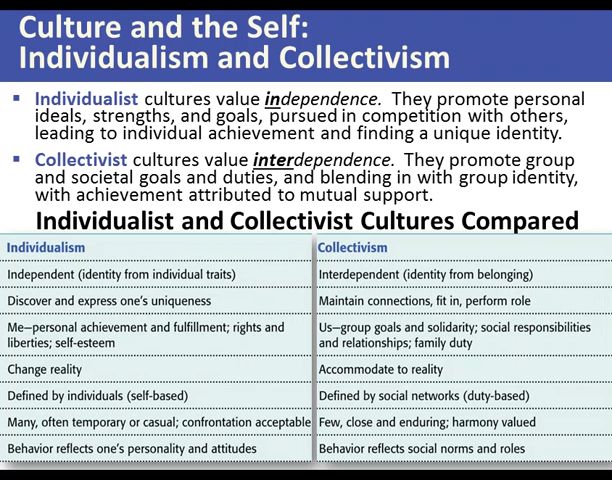 Culture and the Self:
Individualism and Collectivism
▪ Individualist cultures value independence. They promote personal
ideals, strengths, and goals, pursued in competition with others,
leading to individual achievement and finding a unique identity.
▪ Collectivist cultures value interdependence. They promote group
and societal goals and duties, and blending in with group identity,
with achievement attributed to mutual support.
Individualist and Collectivist Cultures Compared
Individualism Collectivism
Independent (identity from individual traits) Interdependent (identity from belonging)
Discover and express one's uniqueness Maintain connections, fit in, perform role
Me—personal achievement and fulfillment; rights and Us—group goals and solidarity; social responsibilities
liberties; self-esteem and relationships; family duty
Change reality Accommodate to reality
Defined by individuals (self-based) Defined by social networks (duty-based)
Many, often temporary or casual; confrontation acceptable Few, close and enduring; harmony valued
Behavior reflects one's personality and attitudes Behavior reflects social norms and roles